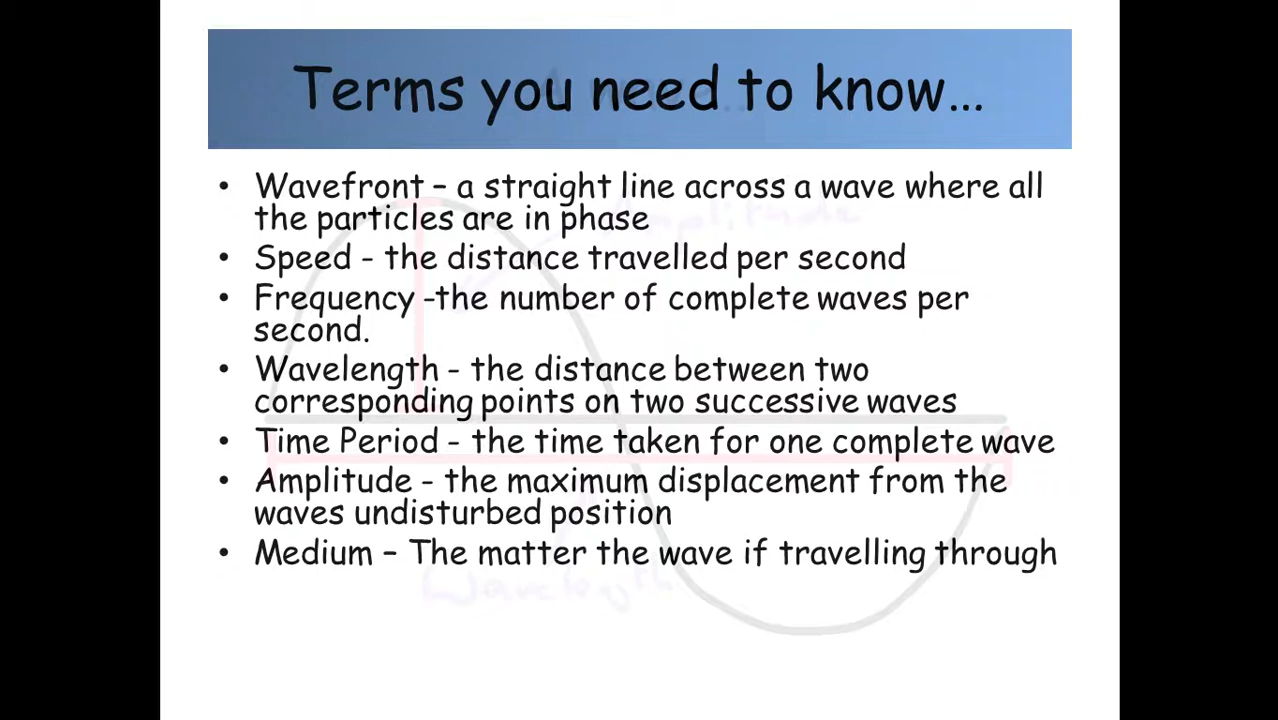 Terms you need to know…
• Wavefront – a straight line across a wave where all
the particles are in phase
• Speed - the distance travelled per second
• Frequency -the number of complete waves per
second.
• Wavelength - the distance between two
corresponding points on two successive waves
• Time Period - the time taken for one complete wave
• Amplitude - the maximum displacement from the
waves undisturbed position
• Medium – The matter the wave if travelling through
Amplitude
Wavelength